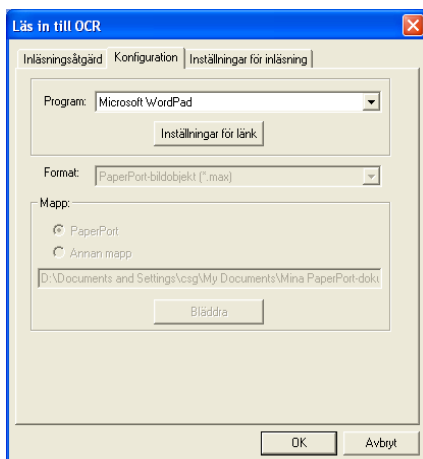 Läs in till OCR
Inläsningsåtgärd Konfiguration Inställningar för inläsning
Program: Microsoft WordPad
Inställningar för länk
Format: PaperPort-bildobjekt (*.max)
Mapp:
PaperPort
Annan mapp
D:\Documents and Settings\csg\My Documents\Mina PaperPort-doku
Bläddra
OK Avbryt